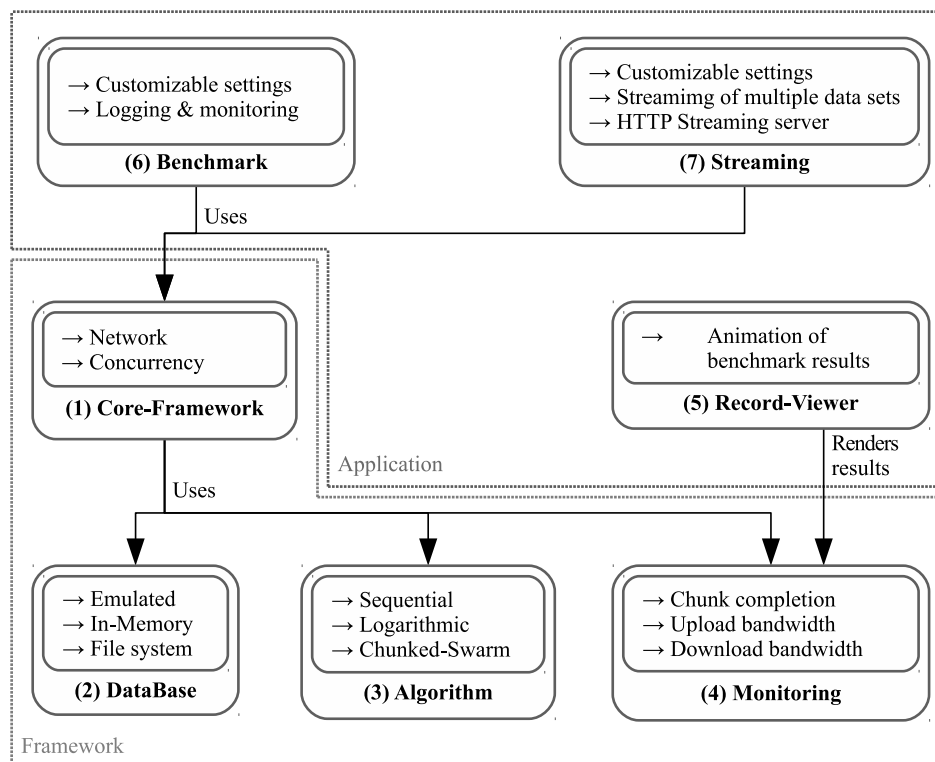 → Customizable settings
→ Logging & monitoring
(6) Benchmark
→ Customizable settings
→ Streamimg of multiple data sets
→ HTTP Streaming server
(7) Streaming
Uses
→ Network
→ Concurrency
(1) Core-Framework
→ Animation of
benchmark results
(5) Record-Viewer
Application
Renders
results
Uses
→ Emulated
→ In-Memory
→ File system
(2) DataBase
→ Sequential
→ Logarithmic
→ Chunked-Swarm
(3) Algorithm
→ Chunk completion
→ Upload bandwidth
→ Download bandwidth
(4) Monitoring
Framework